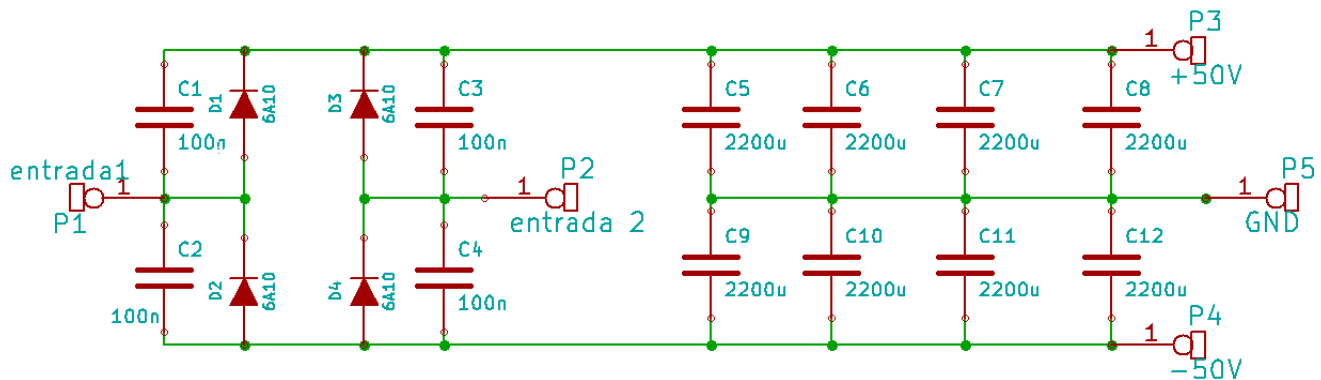 P3
1
+50V
C1
100n
D1
6A10
D3
6A10
C3
100n
C5
2200u
C6
2200u
C7
2200u
C8
2200u
entrada1
1
P1
1
P2
entrada 2
1
P5
GND
C2
100n
D2
6A10
D4
6A10
C4
100n
C9
2200u
C10
2200u
C11
2200u
C12
2200u
P4
1
-50V